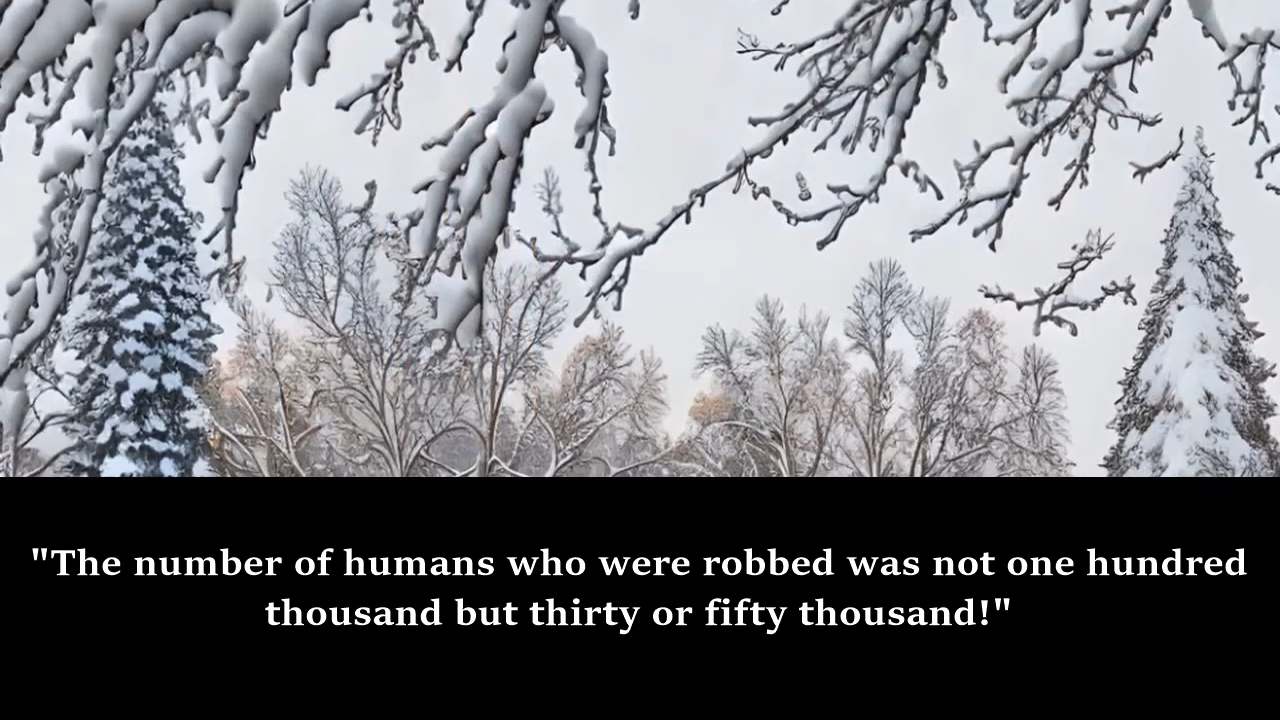 "The number of humans who were robbed was not one hundred
thousand but thirty or fifty thousand!"